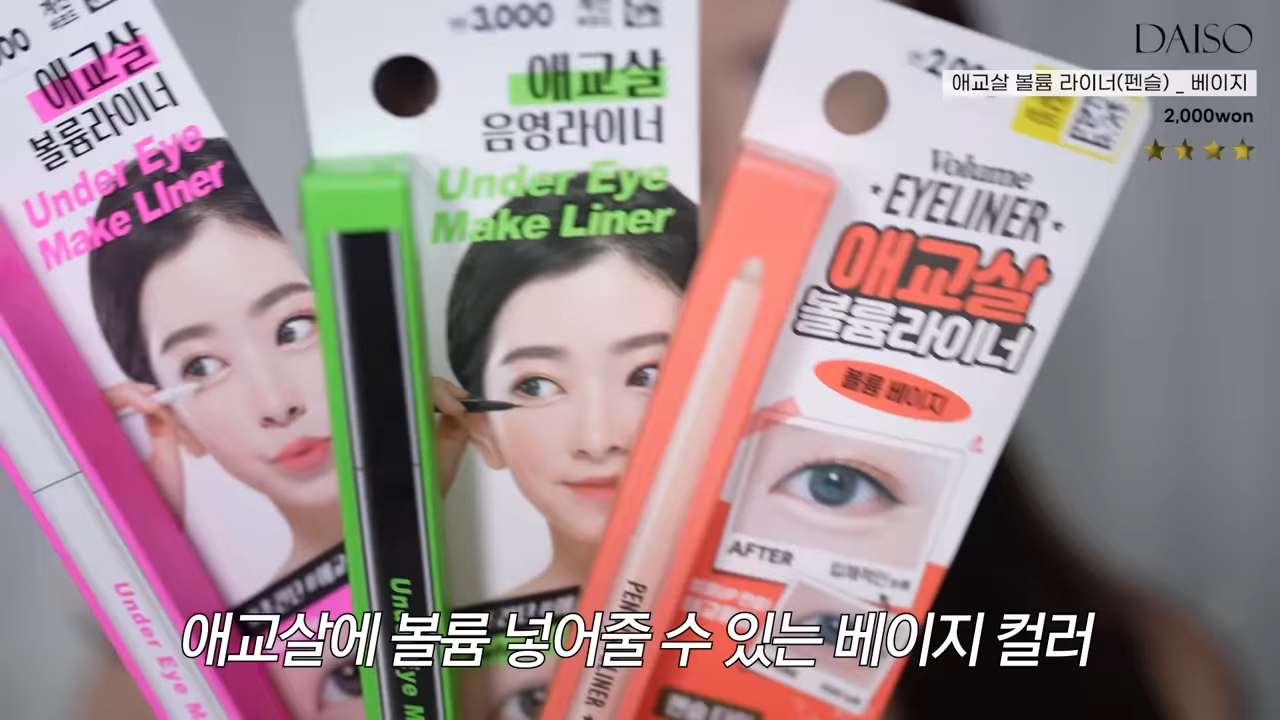 애교살
볼륨라이너
Under Eye
Make LIner
Under Eye M
3,000
애교살
음영라이너
Under Eye
Make Liner
DAISO
애교살 볼륨 라이너(펜슬) _ 베이지
2,000won
Volume
EYELINER
애교살
볼륨라이너
볼륨 베이지
AFTER
입체적인
애교살에 볼륨 넣어줄 수 있는 베이지 컬러